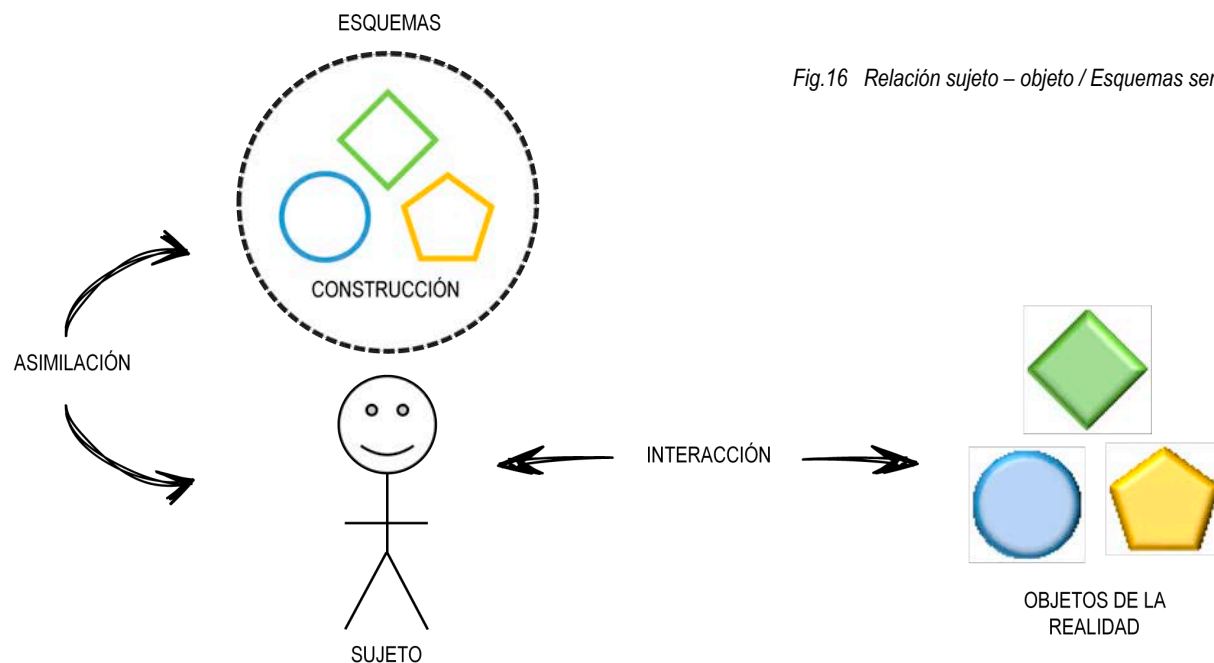 ESQUEMAS
Fig.16 Relación sujeto – objeto / Esquemas
CONSTRUCCIÓN
ASIMILACIÓN
INTERACCIÓN
OBJETOS DE LA
REALIDAD
SUJETO